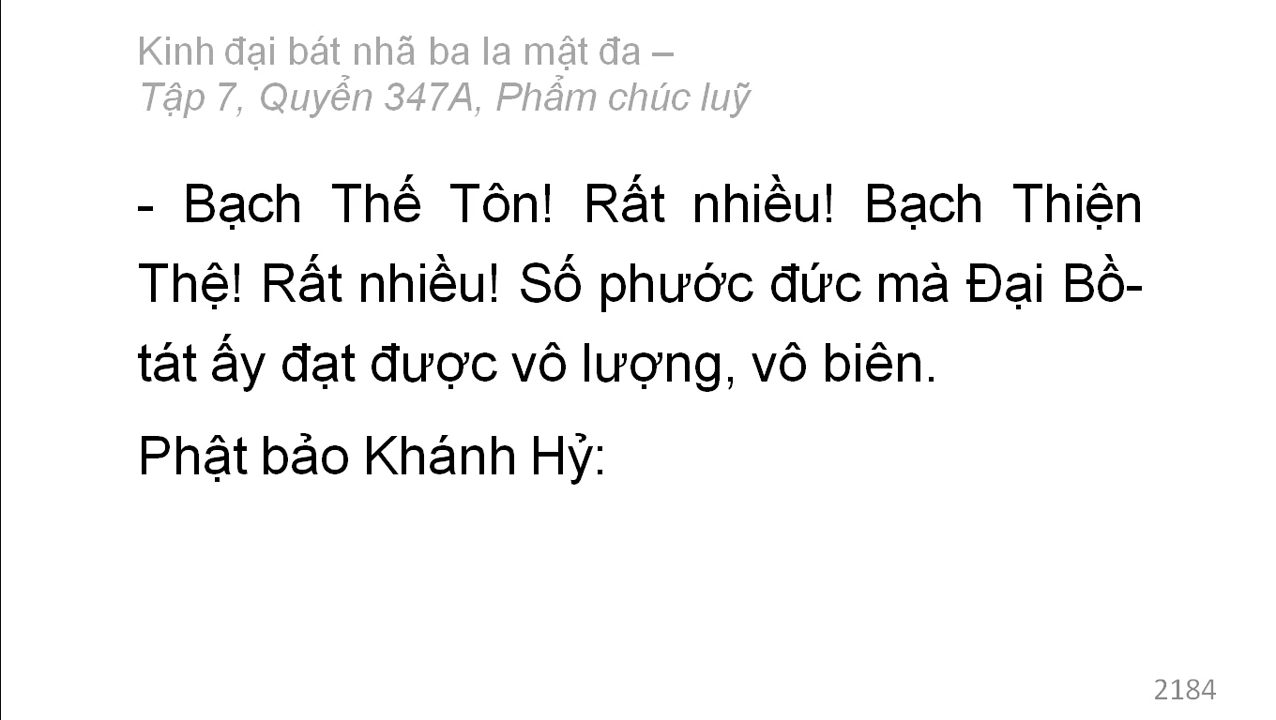 Kinh đại bát nhã ba la mật đa –
Tập 7, Quyển 347A, Phẩm chúc luỹ
- Bạch Thế Tôn! Rất nhiều! Bạch Thiện
Thệ! Rất nhiều! Số phước đức mà Đại Bồ-
tát ấy đạt được vô lượng, vô biên.
Phật bảo Khánh Hỷ:
2184